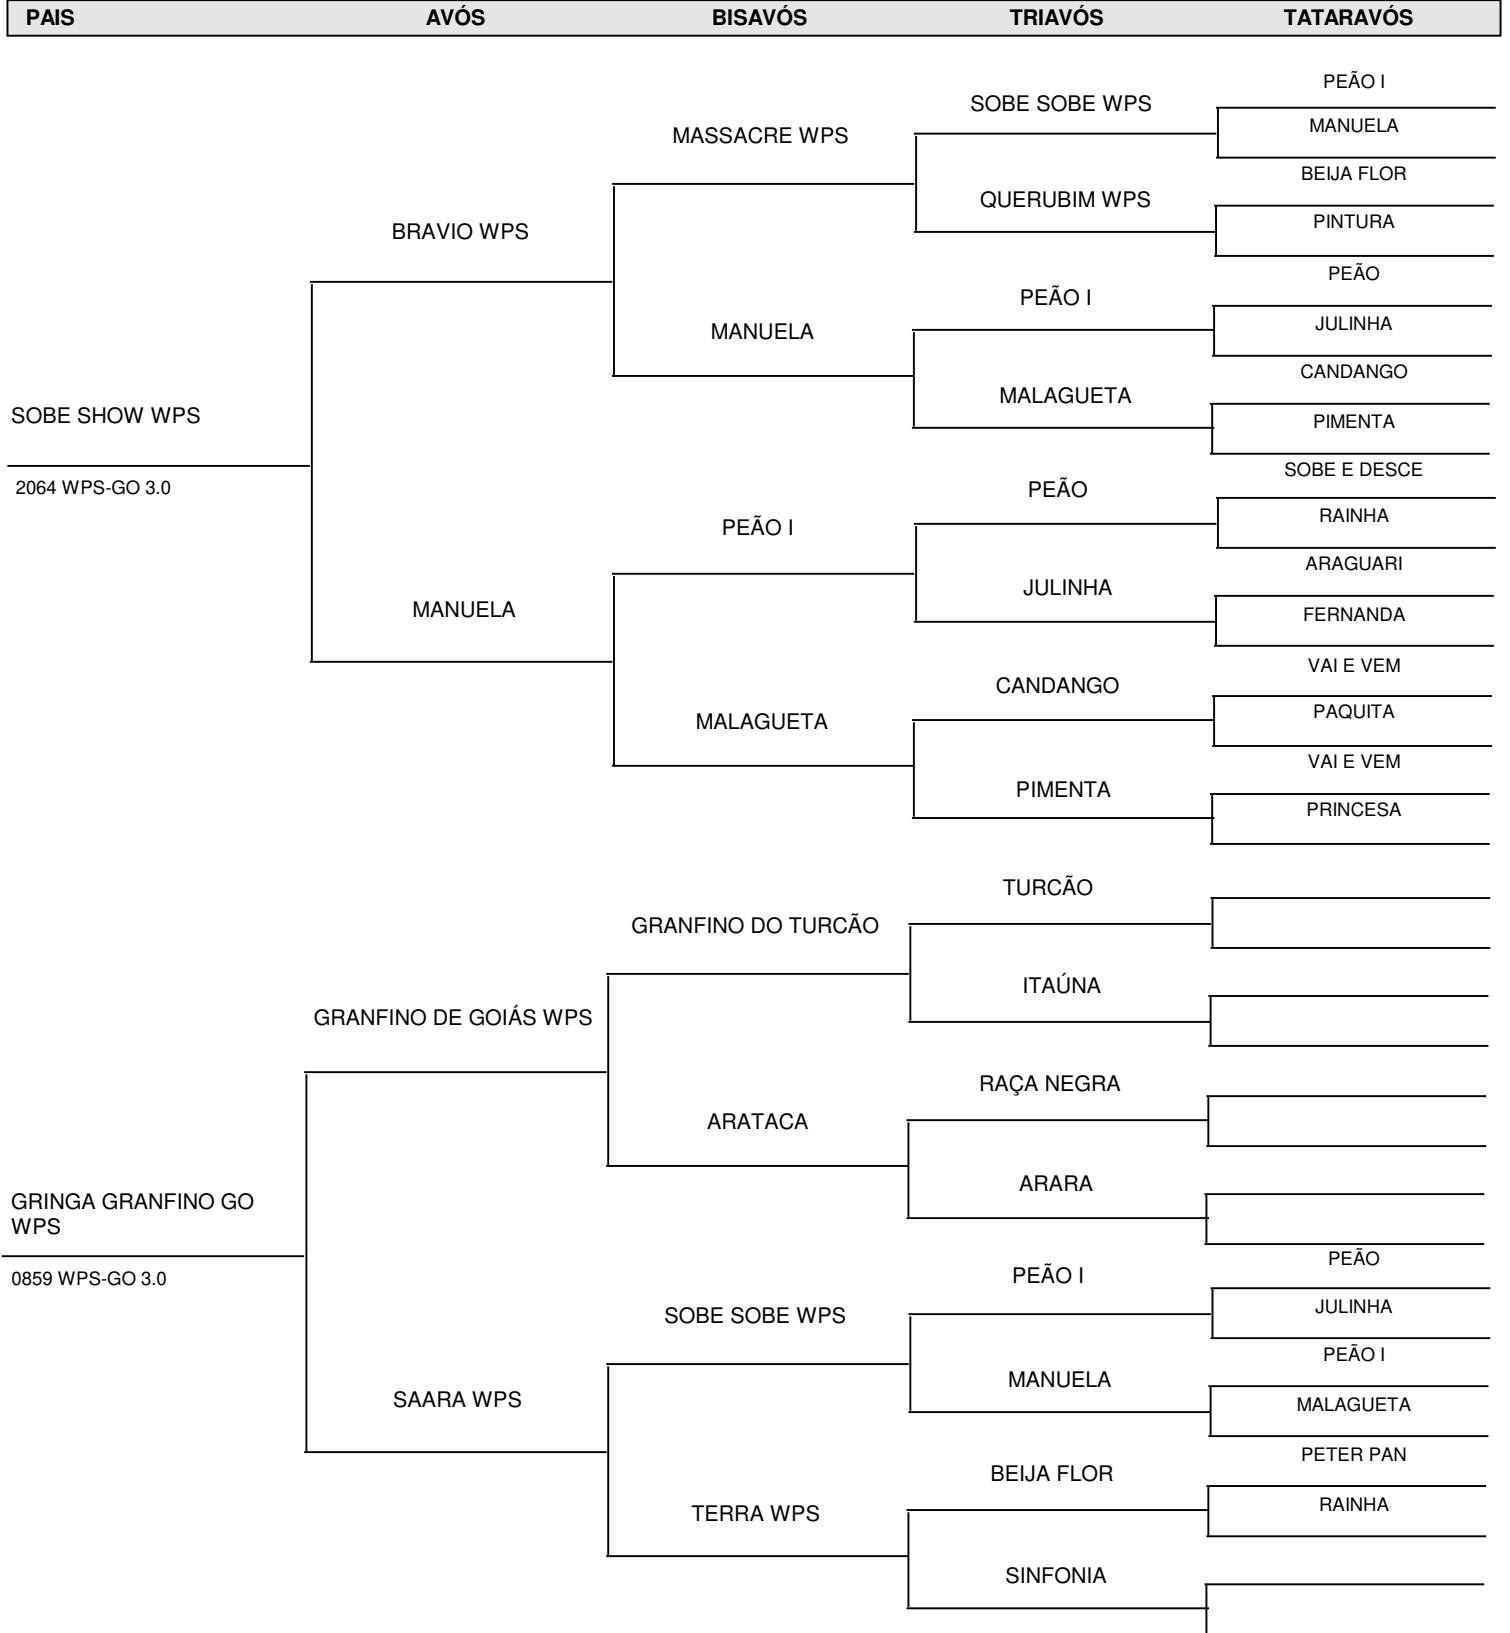 PAIS AVÓS BISAVÓS TRIAVÓS TATARAVÓS
PEÃO I
SOBE SOBE WPS
MANUELA
MASSACRE WPS
BEIJA FLOR
QUERUBIM WPS
PINTURA
BRAVIO WPS
PEÃO
PEÃO I
JULINHA
MANUELA
CANDANGO
MALAGUETA
PIMENTA
SOBE SHOW WPS
2064 WPS-GO 3.0
SOBE E DESCE
PEÃO
RAINHA
PEÃO I
ARAGUARI
JULINHA
FERNANDA
MANUELA
VAI E VEM
CANDANGO
PAQUITA
MALAGUETA
VAI E VEM
PIMENTA
PRINCESA
TURCÃO
GRANFINO DO TURCÃO
ITAÚNA
GRANFINO DE GOIÁS WPS
RAÇA NEGRA
ARATACA
ARARA
GRINGA GRANFINO GO
WPS
0859 WPS-GO 3.0
PEÃO
PEÃO I
JULINHA
SOBE SOBE WPS
PEÃO I
MANUELA
MALAGUETA
SAARA WPS
PETER PAN
BEIJA FLOR
RAINHA
TERRA WPS
SINFONIA